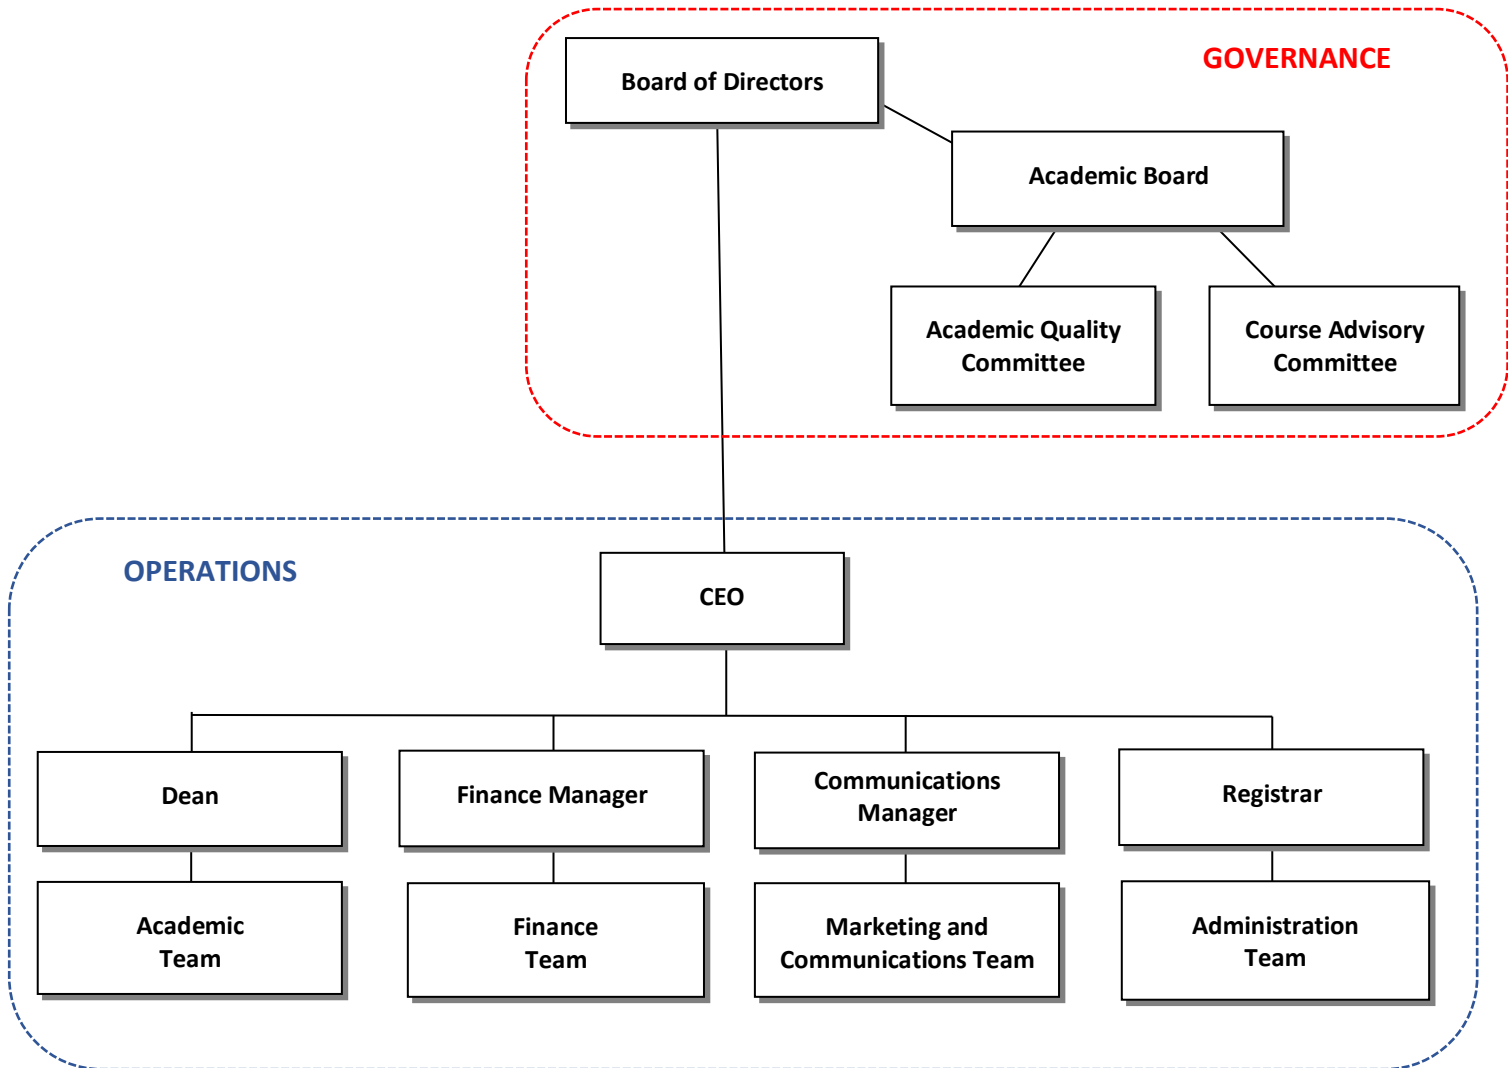 GOVERNANCE
Board of Directors
Academic Board
Academic Quality
Committee
Course Advisory
Committee
OPERATIONS
CEO
Dean
Finance Manager
Communications
Manager
Registrar
Academic
Team
Finance
Team
Marketing and
Communications Team
Administration
Team